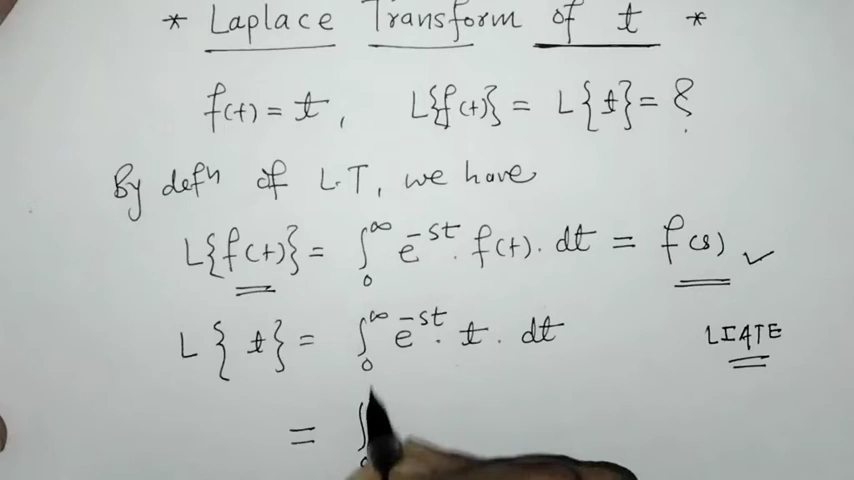 * Laplace Transform of t *
f(t) = t, L{f(t)} = L{t} = ?
By defn of L.T, we have
L{f(t)} = ∫₀^∞ e^-st . f(t) . dt = f(s) ✓
L{t} = ∫₀^∞ e^-st . t . dt LIATE
= ∫